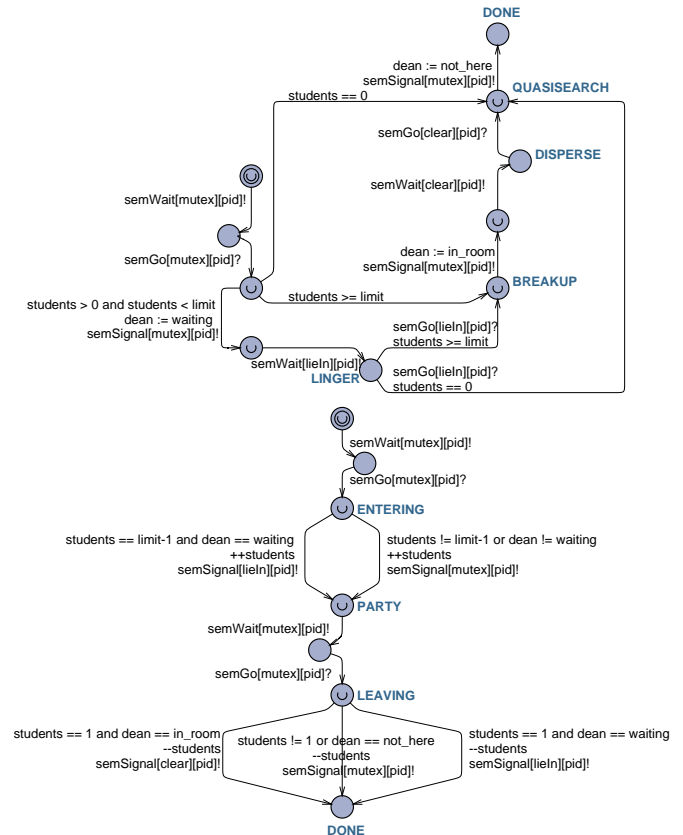 DONE
dean := not_here
semSignal[mutex][pid]!
QUASISEARCH
students == 0
semGo[clear][pid]?
DISPERSE
semWait[clear][pid]!
semWait[mutex][pid]!
semGo[mutex][pid]?
dean := in_room
semSignal[mutex][pid]!
BREAKUP
students >= limit
students > 0 and students < limit
dean := waiting
semSignal[mutex][pid]!
semGo[lieIn][pid]?
students >= limit
semWait[lieIn][pid]!
LINGER
semGo[lieIn][pid]?
students == 0
semWait[mutex][pid]!
semGo[mutex][pid]?
ENTERING
students == limit-1 and dean == waiting
++students
semSignal[lieIn][pid]!
students != limit-1 or dean != waiting
++students
semSignal[mutex][pid]!
PARTY
semWait[mutex][pid]!
semGo[mutex][pid]?
LEAVING
students == 1 and dean == in_room
--students
semSignal[clear][pid]!
students != 1 or dean == not_here
--students
semSignal[mutex][pid]!
students == 1 and dean == waiting
--students
semSignal[lieIn][pid]!
DONE